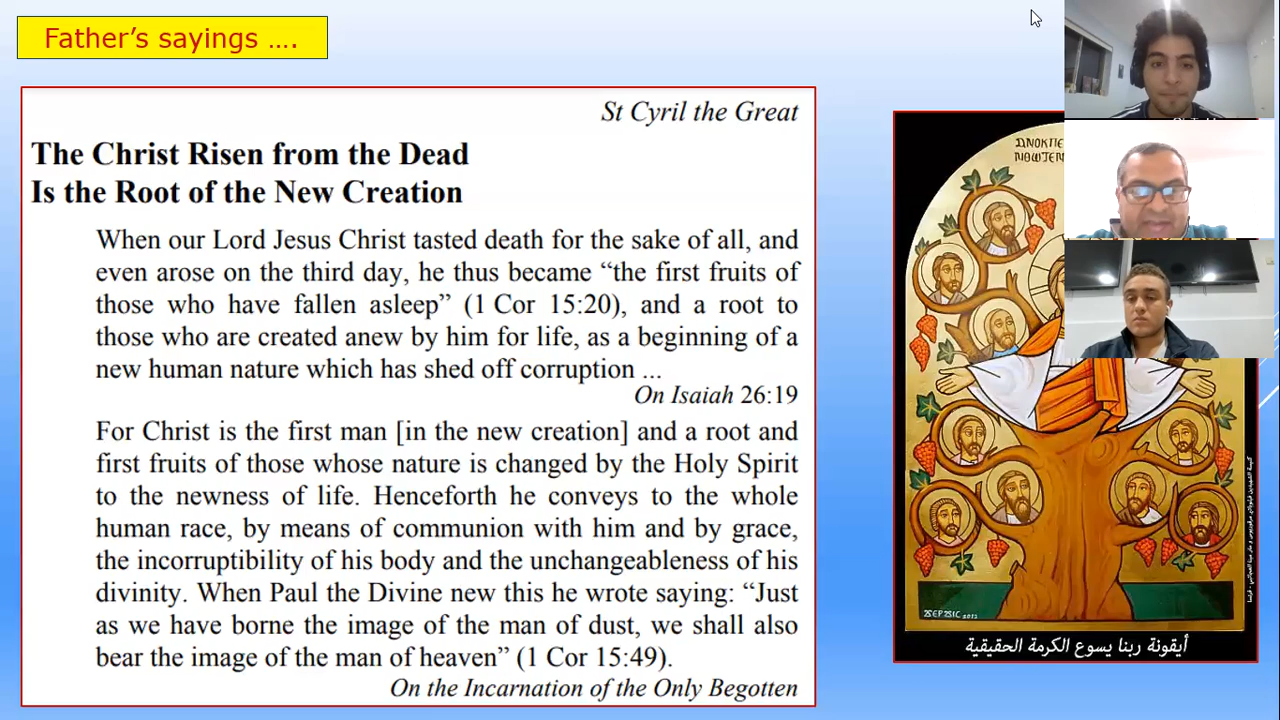 Father’s sayings ….
St Cyril the Great
The Christ Risen from the Dead
Is the Root of the New Creation
When our Lord Jesus Christ tasted death for the sake of all, and
even arose on the third day, he thus became “the first fruits of
those who have fallen asleep” (1 Cor 15:20), and a root to
those who are created anew by him for life, as a beginning of a
new human nature which has shed off corruption ...
On Isaiah 26:19
For Christ is the first man [in the new creation] and a root and
first fruits of those whose nature is changed by the Holy Spirit
to the newness of life. Henceforth he conveys to the whole
human race, by means of communion with him and by grace,
the incorruptibility of his body and the unchangeableness of his
divinity. When Paul the Divine new this he wrote saying: “Just
as we have borne the image of the man of dust, we shall also
bear the image of the man of heaven” (1 Cor 15:49).
On the Incarnation of the Only Begotten
أيقونة ربنا يسوع الكرمة الحقيقية